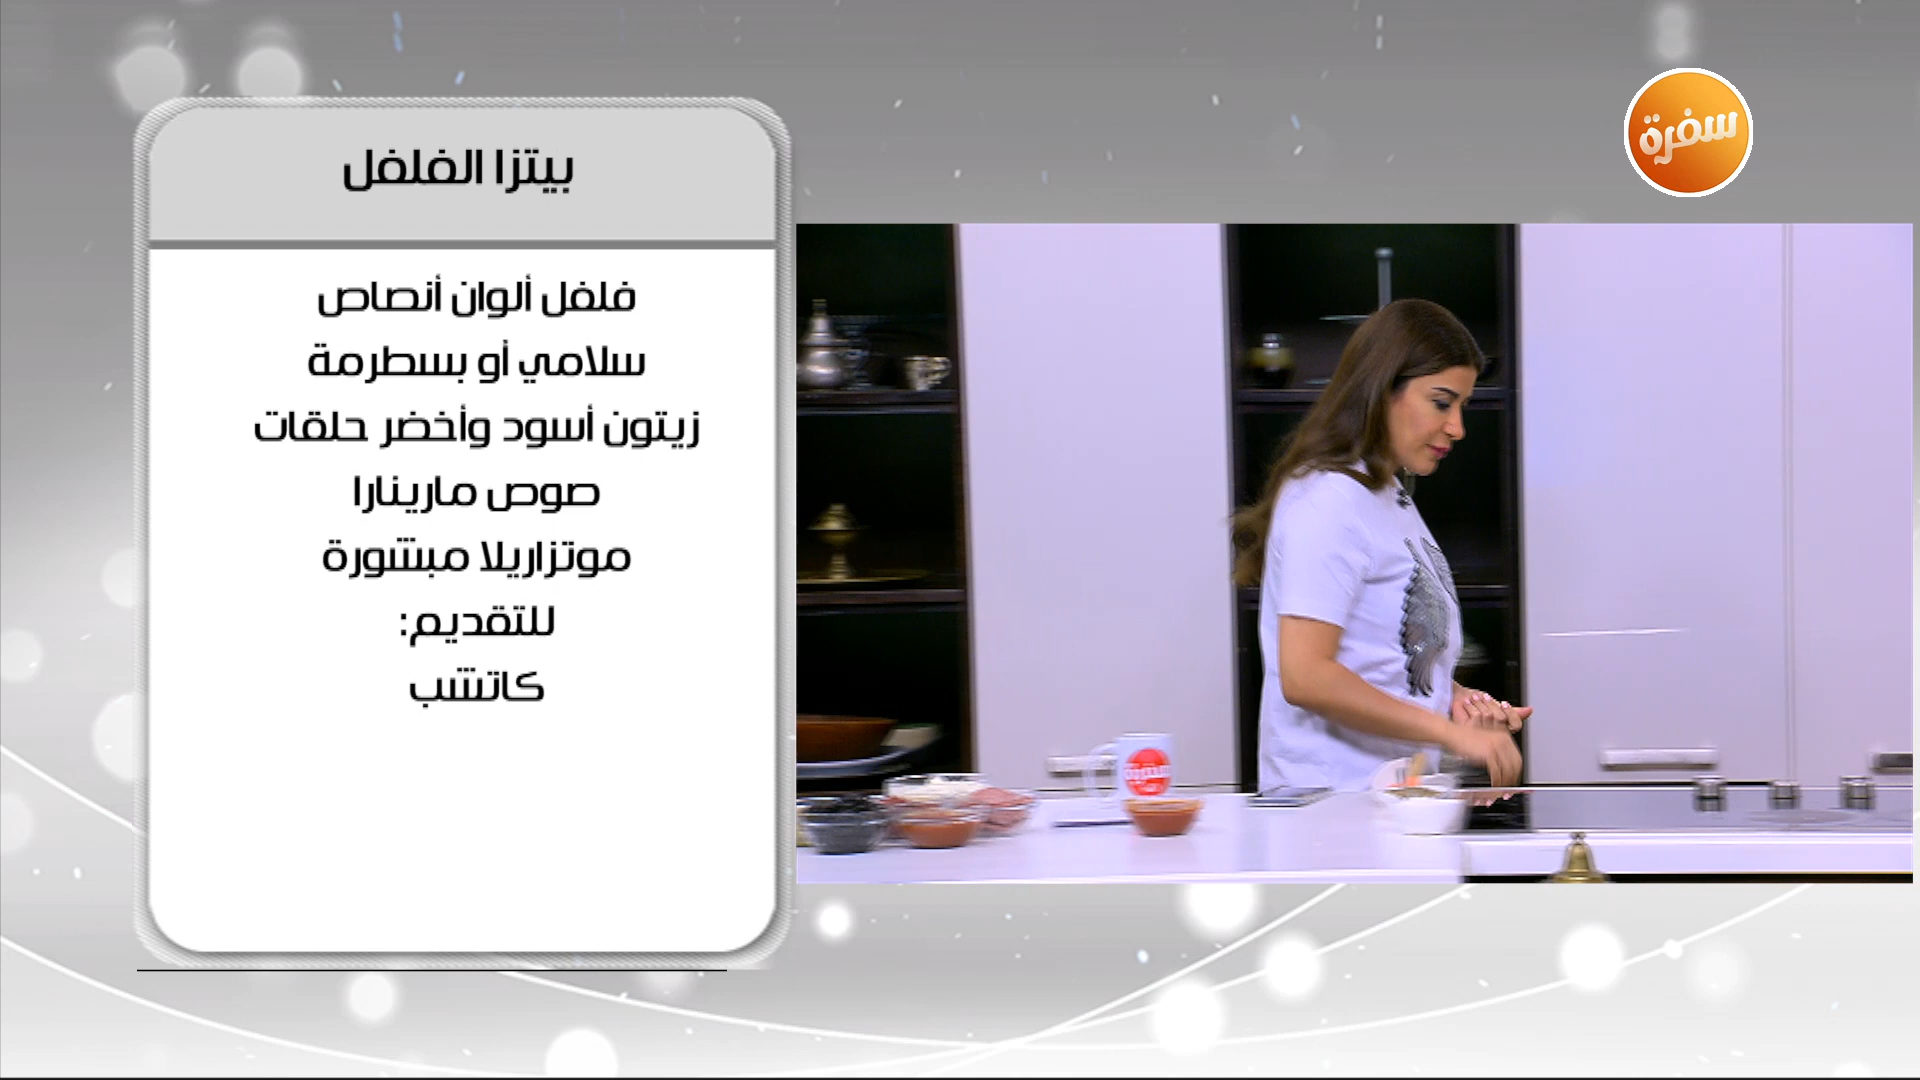 سفرة
بيتزا الفلفل
فلفل ألوان أنصاص
سلامي أو بسطرمة
زيتون أسود وأخضر حلقات
صوص مارينارا
موتزاريلا مبشورة
للتقديم:
كاتشب
سفرة